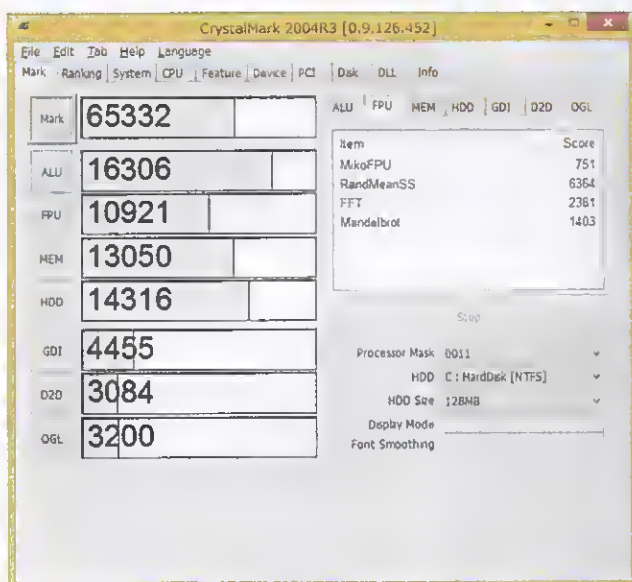 CrystalMark 2004R3 [0.9.126.452]
File Edit Tab Help Language
Mark Ranking System CPU Feature Device PCI Disk DLL Info
Mark 65332
ALU 16306
FPU 10921
MEM 13050
HDD 14316
GDI 4455
D2D 3084
OGL 3200
ALU FPU MEM HDD GDI D2D OGL
Item Score
MikoFPU 751
RandMeanSS 6364
FFT 2381
Mandelbrot 1403
Stop
Processor Mask 0011
HDD C : HardDisk [NTFS]
HDD Size 128MB
Display Mode
Font Smoothing